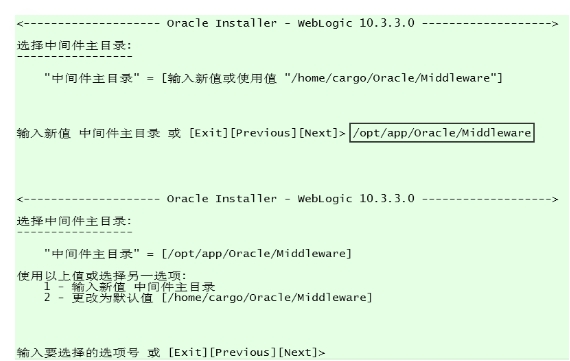 <------------------- Oracle Installer - WebLogic 10.3.3.0 ------------------->
选择中间件主目录:
-----------------
"中间件主目录" = [输入新值或使用值 "/home/cargo/Oracle/Middleware"]
输入新值 中间件主目录 或 [Exit][Previous][Next]> /opt/app/Oracle/Middleware
<------------------- Oracle Installer - WebLogic 10.3.3.0 ------------------->
选择中间件主目录:
-----------------
"中间件主目录" = [/opt/app/Oracle/Middleware]
使用以上值或选择另一选项:
1 - 输入新值 中间件主目录
2 - 更改为默认值 [/home/cargo/Oracle/Middleware]
输入要选择的选项号 或 [Exit][Previous][Next]>